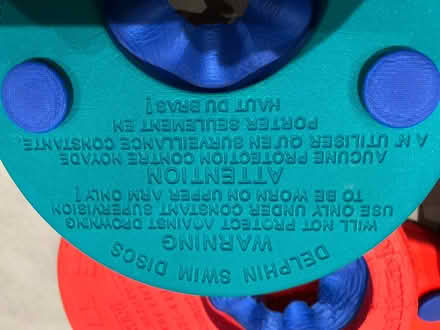 DELPHIN SWIM DISCS
WARNING
WILL NOT PROTECT AGAINST DROWNING
USE ONLY UNDER CONSTANT SUPERVISION
TO BE WORN ON UPPER ARM ONLY!
ATTENTION
AUCUNE PROTECTION CONTRE NOYADE
A N' UTILISER QU'EN SURVEILLANCE CONSTANTE.
PORTER SEULEMENT EN
HAUT DU BRAS!